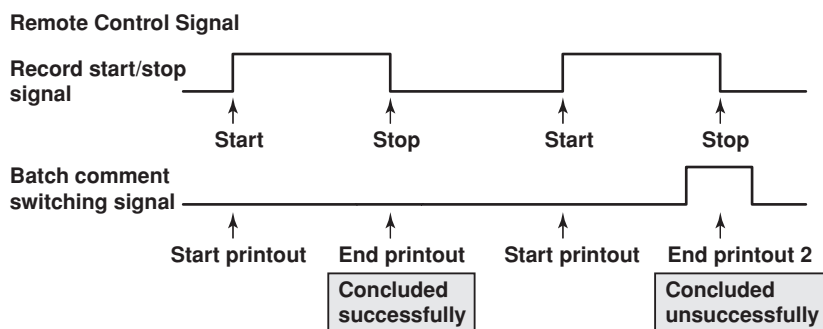 Remote Control Signal
Record start/stop
signal
Start
Stop
Start
Stop
Batch comment
switching signal
Start printout
End printout
Start printout
End printout 2
Concluded
successfully
Concluded
unsuccessfully